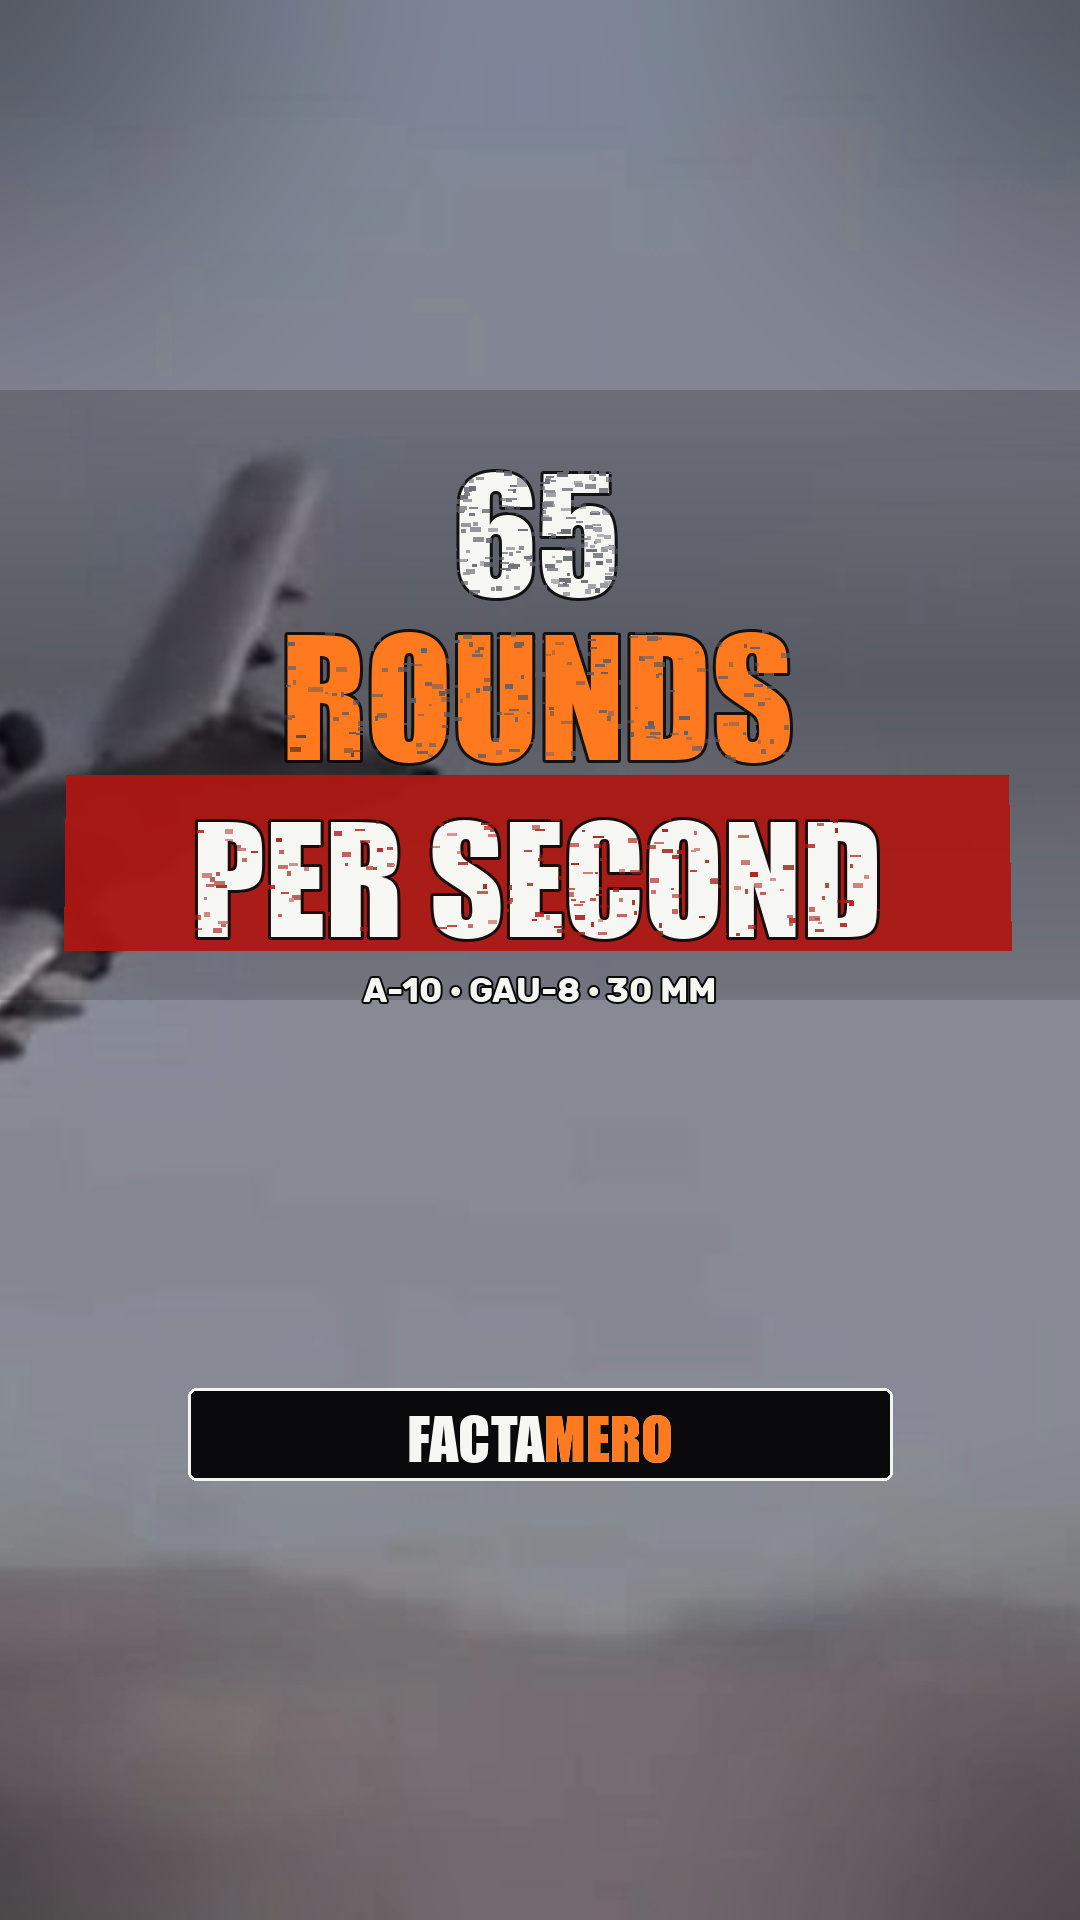 65
ROUNDS
PER SECOND
A-10 • GAU-8 • 30 MM
FACTAMERO